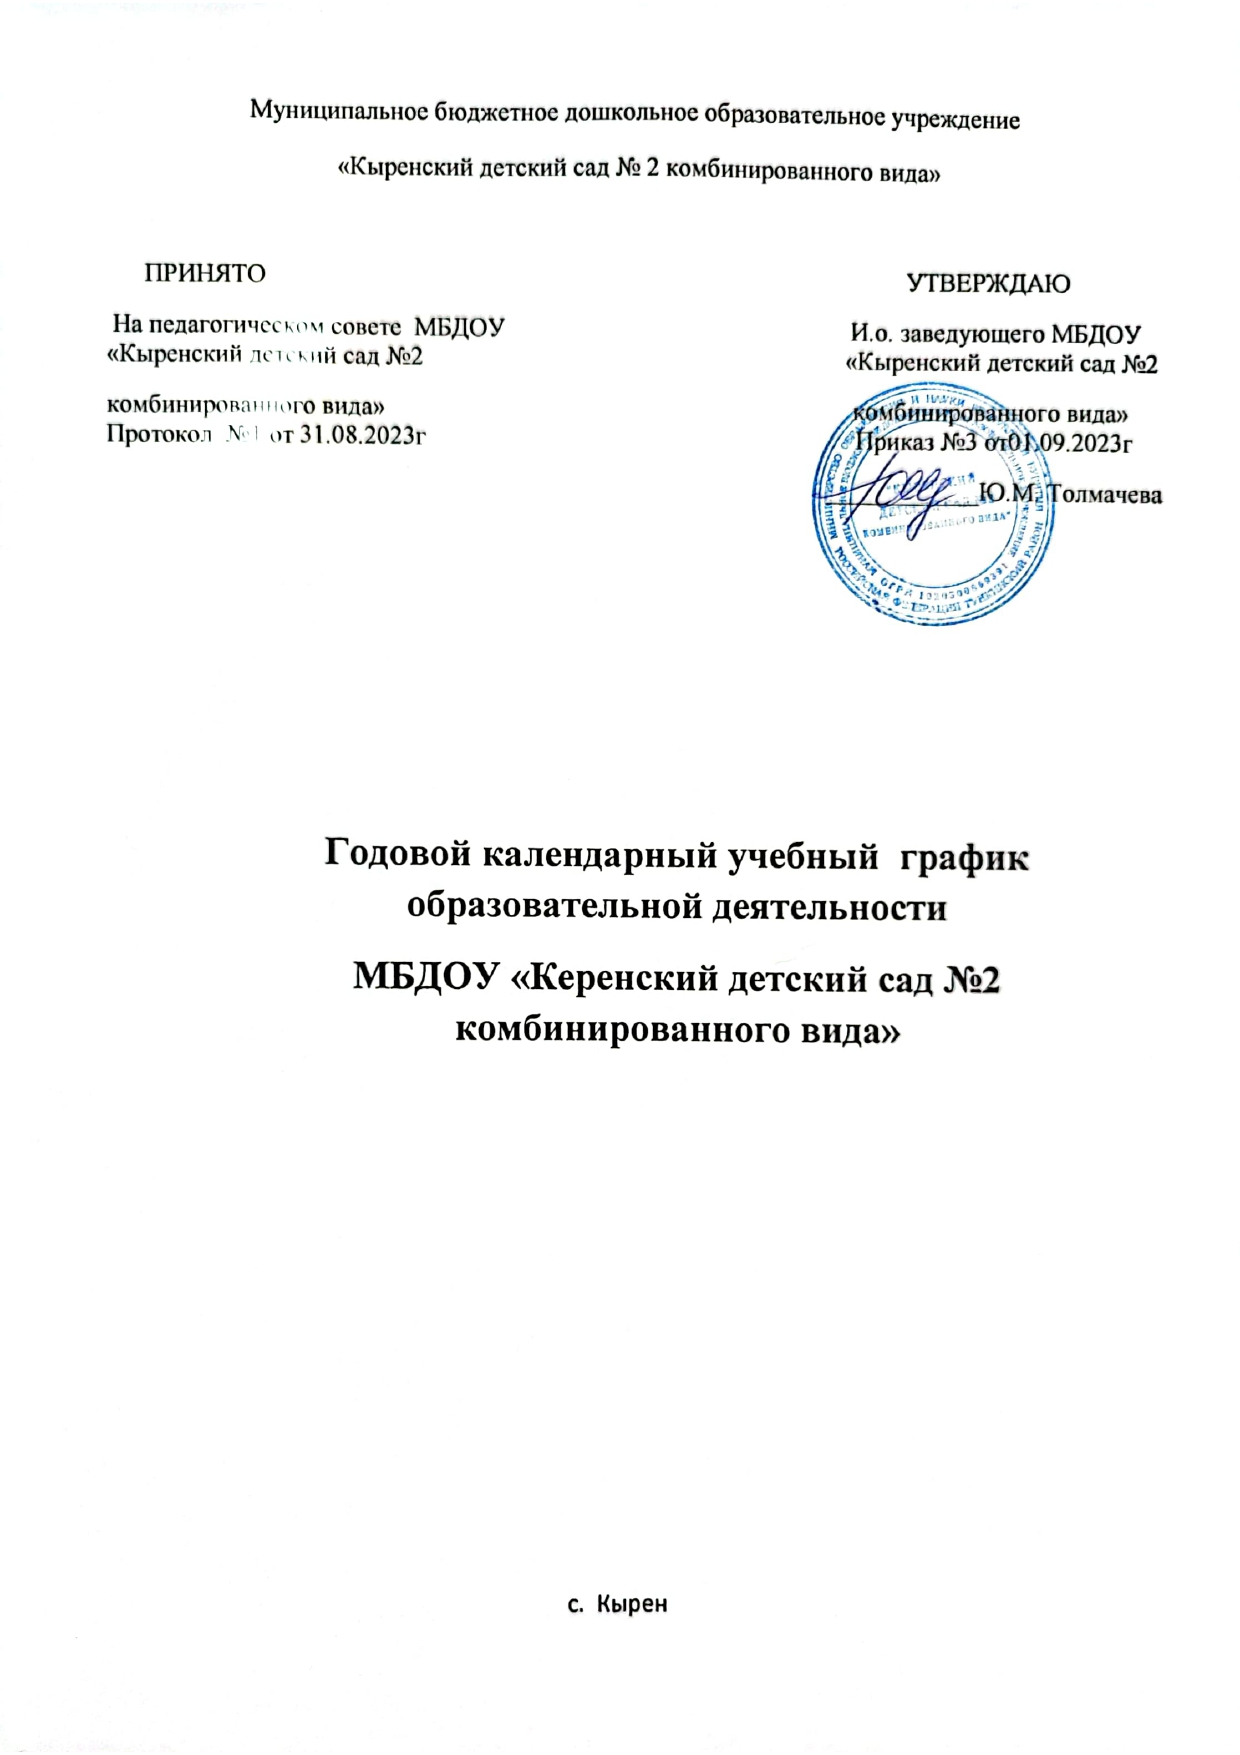 Муниципальное бюджетное дошкольное образовательное учреждение
«Кыренский детский сад № 2 комбинированного вида»
ПРИНЯТО
На педагогическом совете МБДОУ
«Кыренский детский сад №2
комбинированного вида»
Протокол №1 от 31.08.2023г
УТВЕРЖДАЮ
И.о. заведующего МБДОУ
«Кыренский детский сад №2
комбинированного вида»
Приказ №3 от01.09.2023г
Ю.М. Толмачева
КОМБИНИРОВАННОГО ВИДА"
Годовой календарный учебный график
образовательной деятельности
МБДОУ «Керенский детский сад №2
комбинированного вида»
с. Кырен